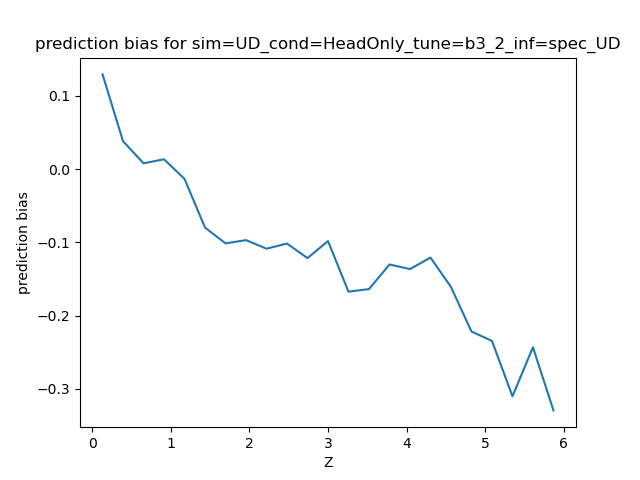 prediction bias for sim=UD_cond=HeadOnly_tune=b3_2_inf=spec_UD
0.1
0.0
−0.1
−0.2
−0.3
prediction bias
0 1 2 3 4 5 6
Z